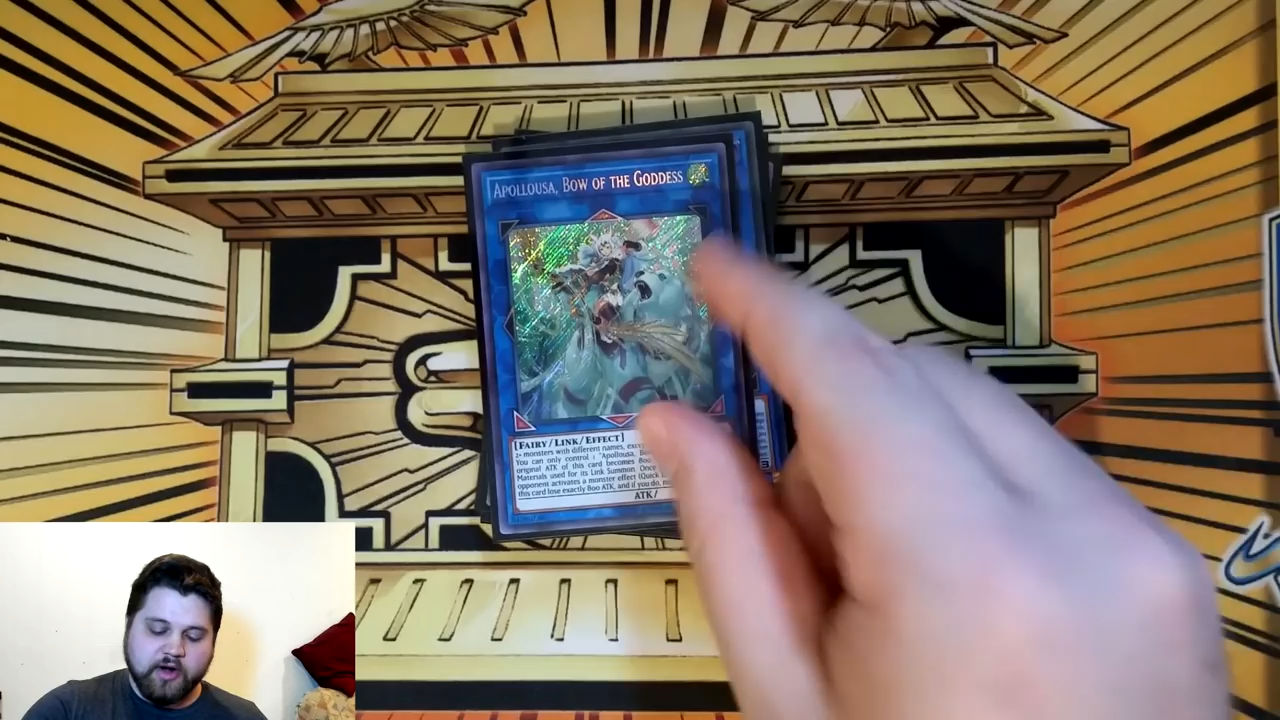 APOLLOUSA, BOW OF THE GODDESS
[FAIRY/LINK/EFFECT]
2+ monsters with different names, exc
You can only control 1 "Apollousa, Bo
original ATK of this card becomes 800
Materials used for its Link Summon. Once
opponent activates a monster effect (Quick
this card lose exactly 800 ATK, and if you do, n
ATK/